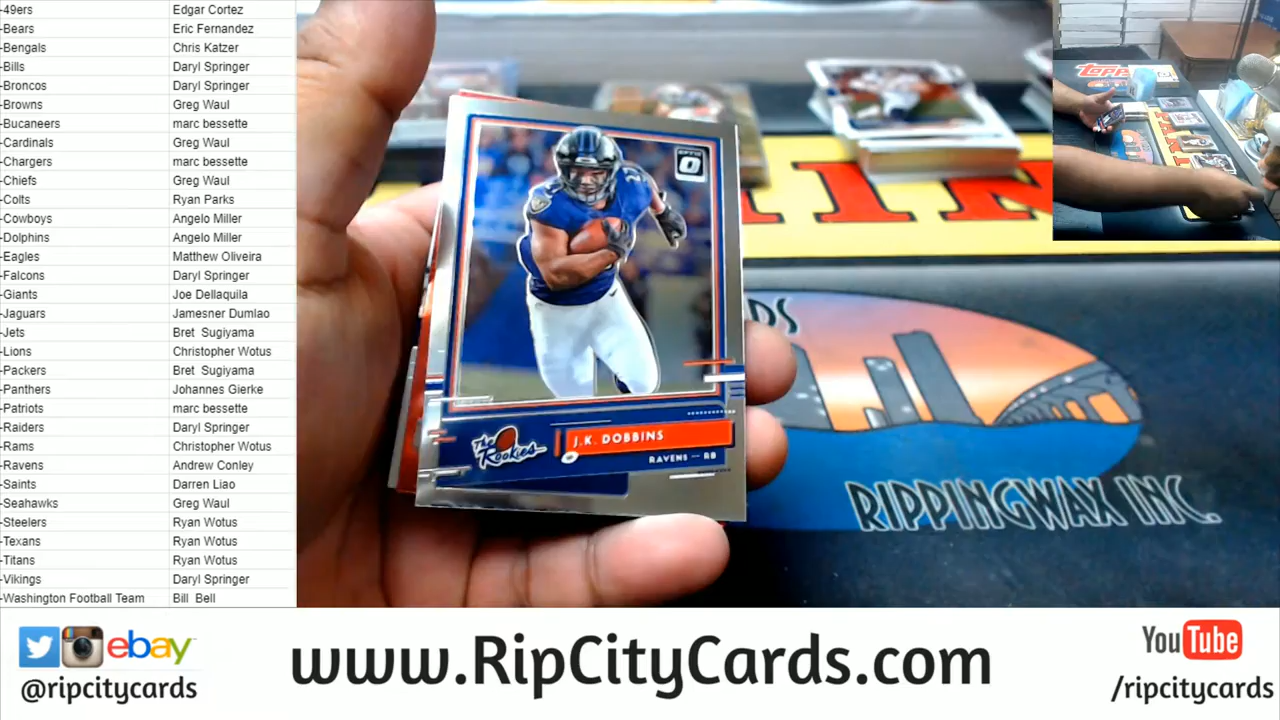 -49ers Edgar Cortez
-Bears Eric Fernandez
-Bengals Chris Katzer
-Bills Daryl Springer
-Broncos Daryl Springer
-Browns Greg Waul
-Bucaneers marc bessette
-Cardinals Greg Waul
-Chargers marc bessette
-Chiefs Greg Waul
-Colts Ryan Parks
-Cowboys Angelo Miller
-Dolphins Angelo Miller
-Eagles Matthew Oliveira
-Falcons Daryl Springer
-Giants Joe Dellaquila
-Jaguars Jamesner Dumlao
-Jets Bret Sugiyama
-Lions Christopher Wotus
-Packers Bret Sugiyama
-Panthers Johannes Gierke
-Patriots marc bessette
-Raiders Daryl Springer
-Rams Christopher Wotus
-Ravens Andrew Conley
-Saints Darren Liao
-Seahawks Greg Waul
-Steelers Ryan Wotus
-Texans Ryan Wotus
-Titans Ryan Wotus
-Vikings Daryl Springer
-Washington Football Team Bill Bell
OPTIC
The Rookies
J.K. DOBBINS
RAVENS — RB
RIPPINGWAX INC.
TOPPS
ebay
@ripcitycards
www.RipCityCards.com
YouTube
/ripcitycards